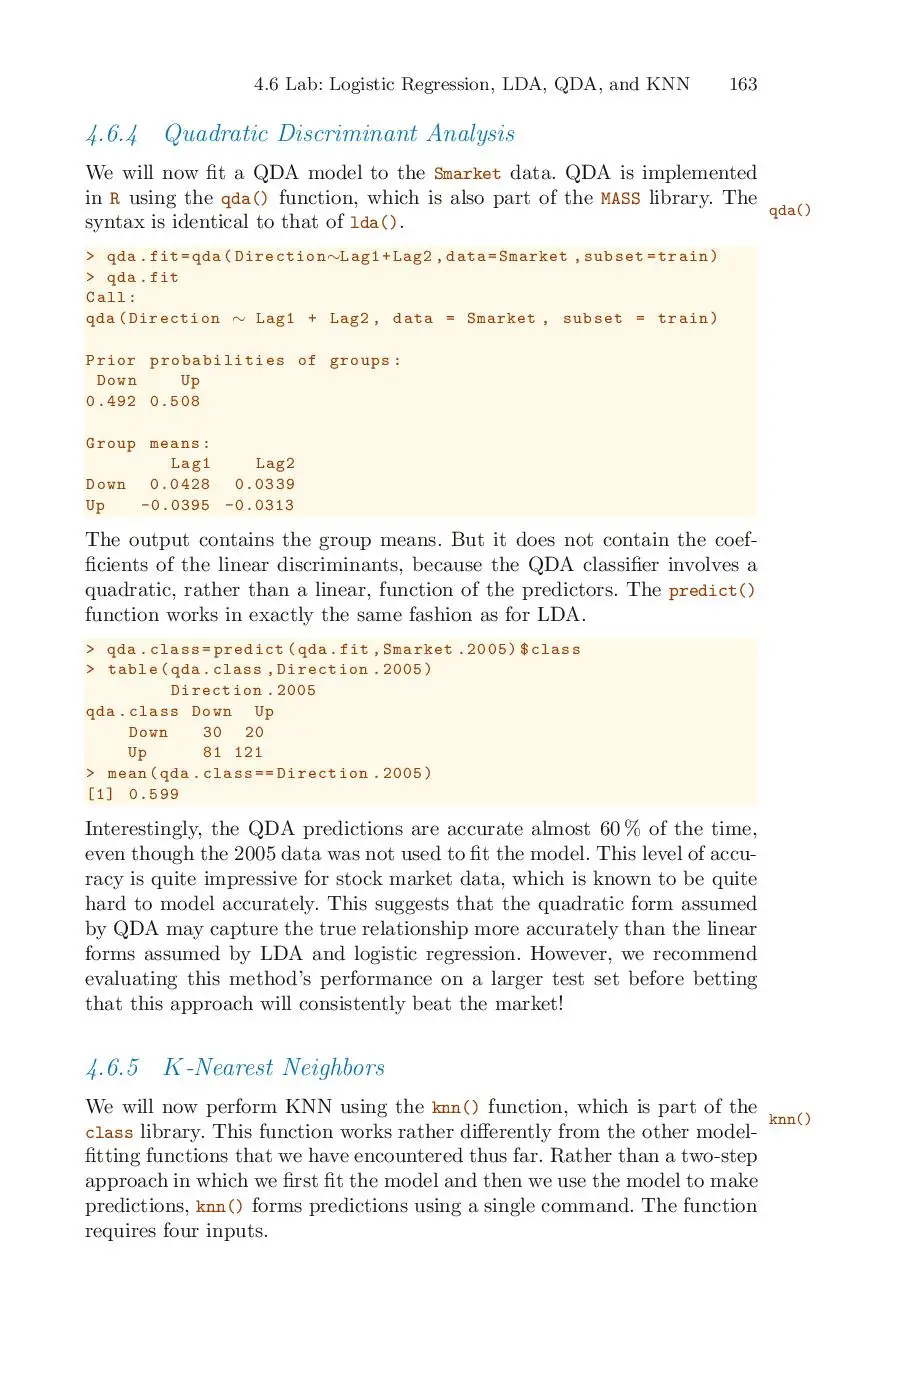 4.6 Lab: Logistic Regression, LDA, QDA, and KNN 163
4.6.4 Quadratic Discriminant Analysis
We will now fit a QDA model to the Smarket data. QDA is implemented
in R using the qda() function, which is also part of the MASS library. The
qda()
syntax is identical to that of lda().
> qda.fit=qda(Direction∼Lag1+Lag2,data=Smarket,subset=train)
> qda.fit
Call:
qda(Direction ∼ Lag1 + Lag2, data = Smarket, subset = train)
Prior probabilities of groups:
Down Up
0.492 0.508
Group means:
Lag1 Lag2
Down 0.0428 0.0339
Up -0.0395 -0.0313
The output contains the group means. But it does not contain the coef-
ficients of the linear discriminants, because the QDA classifier involves a
quadratic, rather than a linear, function of the predictors. The predict()
function works in exactly the same fashion as for LDA.
> qda.class=predict(qda.fit,Smarket.2005)$class
> table(qda.class,Direction.2005)
Direction.2005
qda.class Down Up
Down 30 20
Up 81 121
> mean(qda.class==Direction.2005)
[1] 0.599
Interestingly, the QDA predictions are accurate almost 60 % of the time,
even though the 2005 data was not used to fit the model. This level of accu-
racy is quite impressive for stock market data, which is known to be quite
hard to model accurately. This suggests that the quadratic form assumed
by QDA may capture the true relationship more accurately than the linear
forms assumed by LDA and logistic regression. However, we recommend
evaluating this method's performance on a larger test set before betting
that this approach will consistently beat the market!
4.6.5 K-Nearest Neighbors
We will now perform KNN using the knn() function, which is part of the
knn()
class library. This function works rather differently from the other model-
fitting functions that we have encountered thus far. Rather than a two-step
approach in which we first fit the model and then we use the model to make
predictions, knn() forms predictions using a single command. The function
requires four inputs.